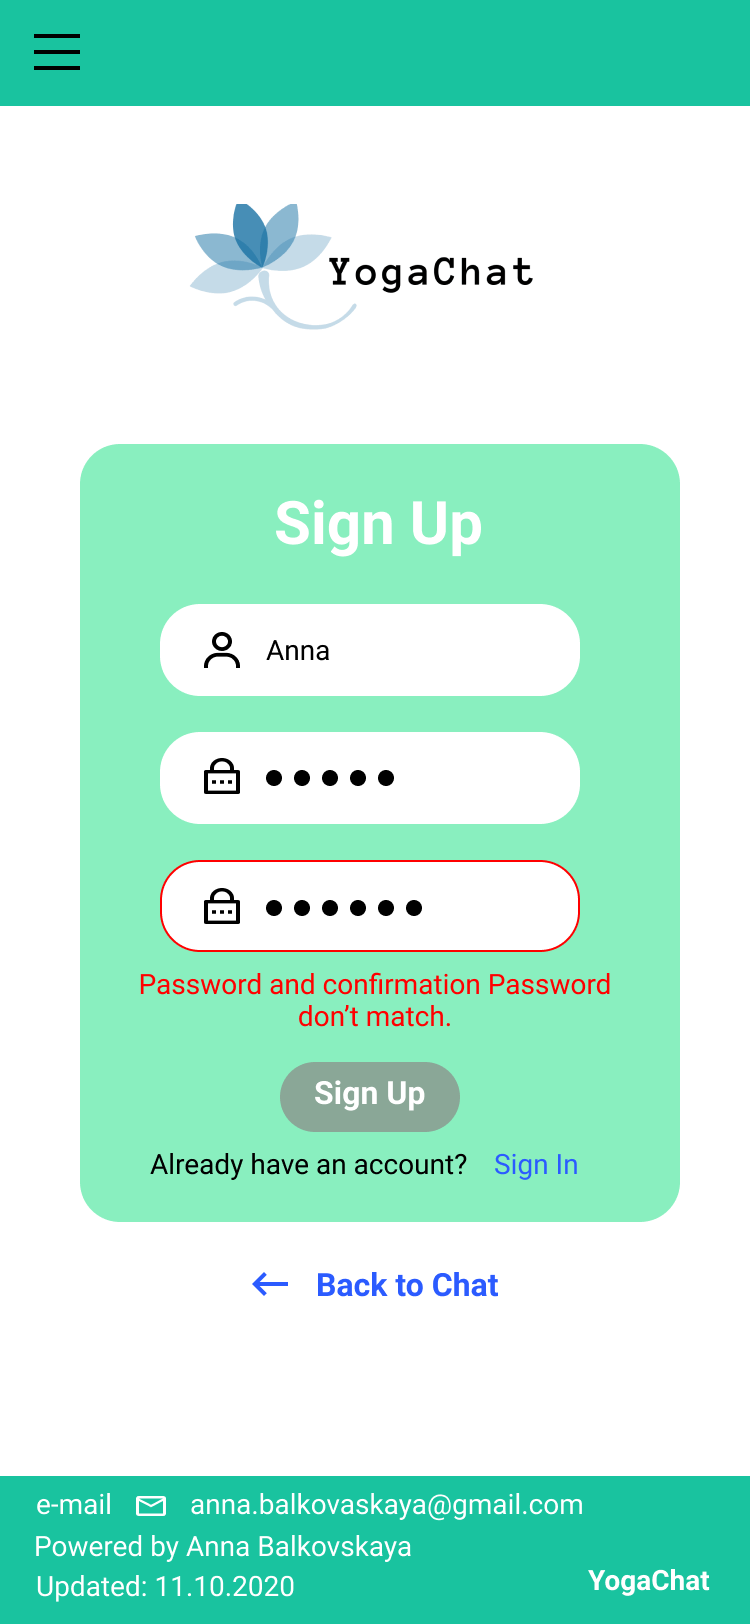 YogaChat
Sign Up
Anna
Password and confirmation Password
don’t match.
Sign Up
Already have an account? Sign In
Back to Chat
e-mail anna.balkovaskaya@gmail.com
Powered by Anna Balkovskaya
Updated: 11.10.2020
YogaChat